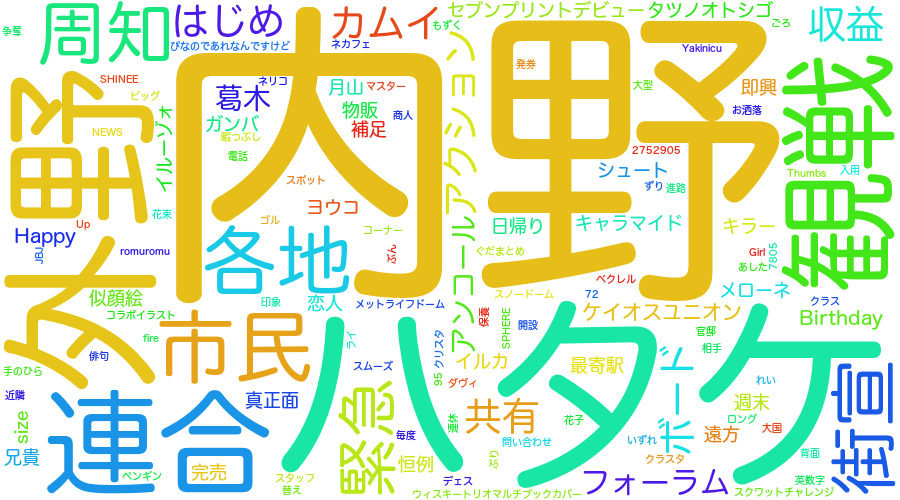 争奪
周知
はじめ
ぴなのであれなんですけど
カムイ
ネカフェ
もずく
セブンプリントデビュー
タツノオトシゴ
ごろ
収益
野外
SHINEE
ビッグ
NEWS
イルーゾォ
葛木
ネリコ
ガンバ
暇つぶし
電話
月山
マスター
物販
商人
補足
内野
アンコール
アクション
発券
Yakinicu
大型
即興
お洒落
2752905
観戦
Thumbs
入用
シュート
ずり
進路
スポット
ヨウコ
コーナー
ゴル
ぶん
花束
Up
Happy
JBJ
romuromu
各地
日帰り
キャラマイド
キラー
ぐだまとめ
Girl
あした
7805
ベクレル
メローネ
似顔絵
コラボイラスト
印象
恋人
メットライフドーム
スノードーム
72
クラス
保養
SPHERE
開設
ケイオスユニオン
Birthday
fire
市民
俳句
手のひら
ハタケ
ライ
スムーズ
クリスタ
イルカ
最寄駅
官邸
相手
近隣
連合
真正面
緊急
95
ダヴィ
ボード
れい
週末
街宣
size
共有
連休
花子
ロング
大国
遠方
毎度
問い合わせ
いずれ
兄貴
ペンギン
完売
スタッフ
替え
恒例
デェス
ぷり
クラスタ
背面
フォーラム
英数字
ウィスキートリオマルチブックカバー
スクワットチャレンジ